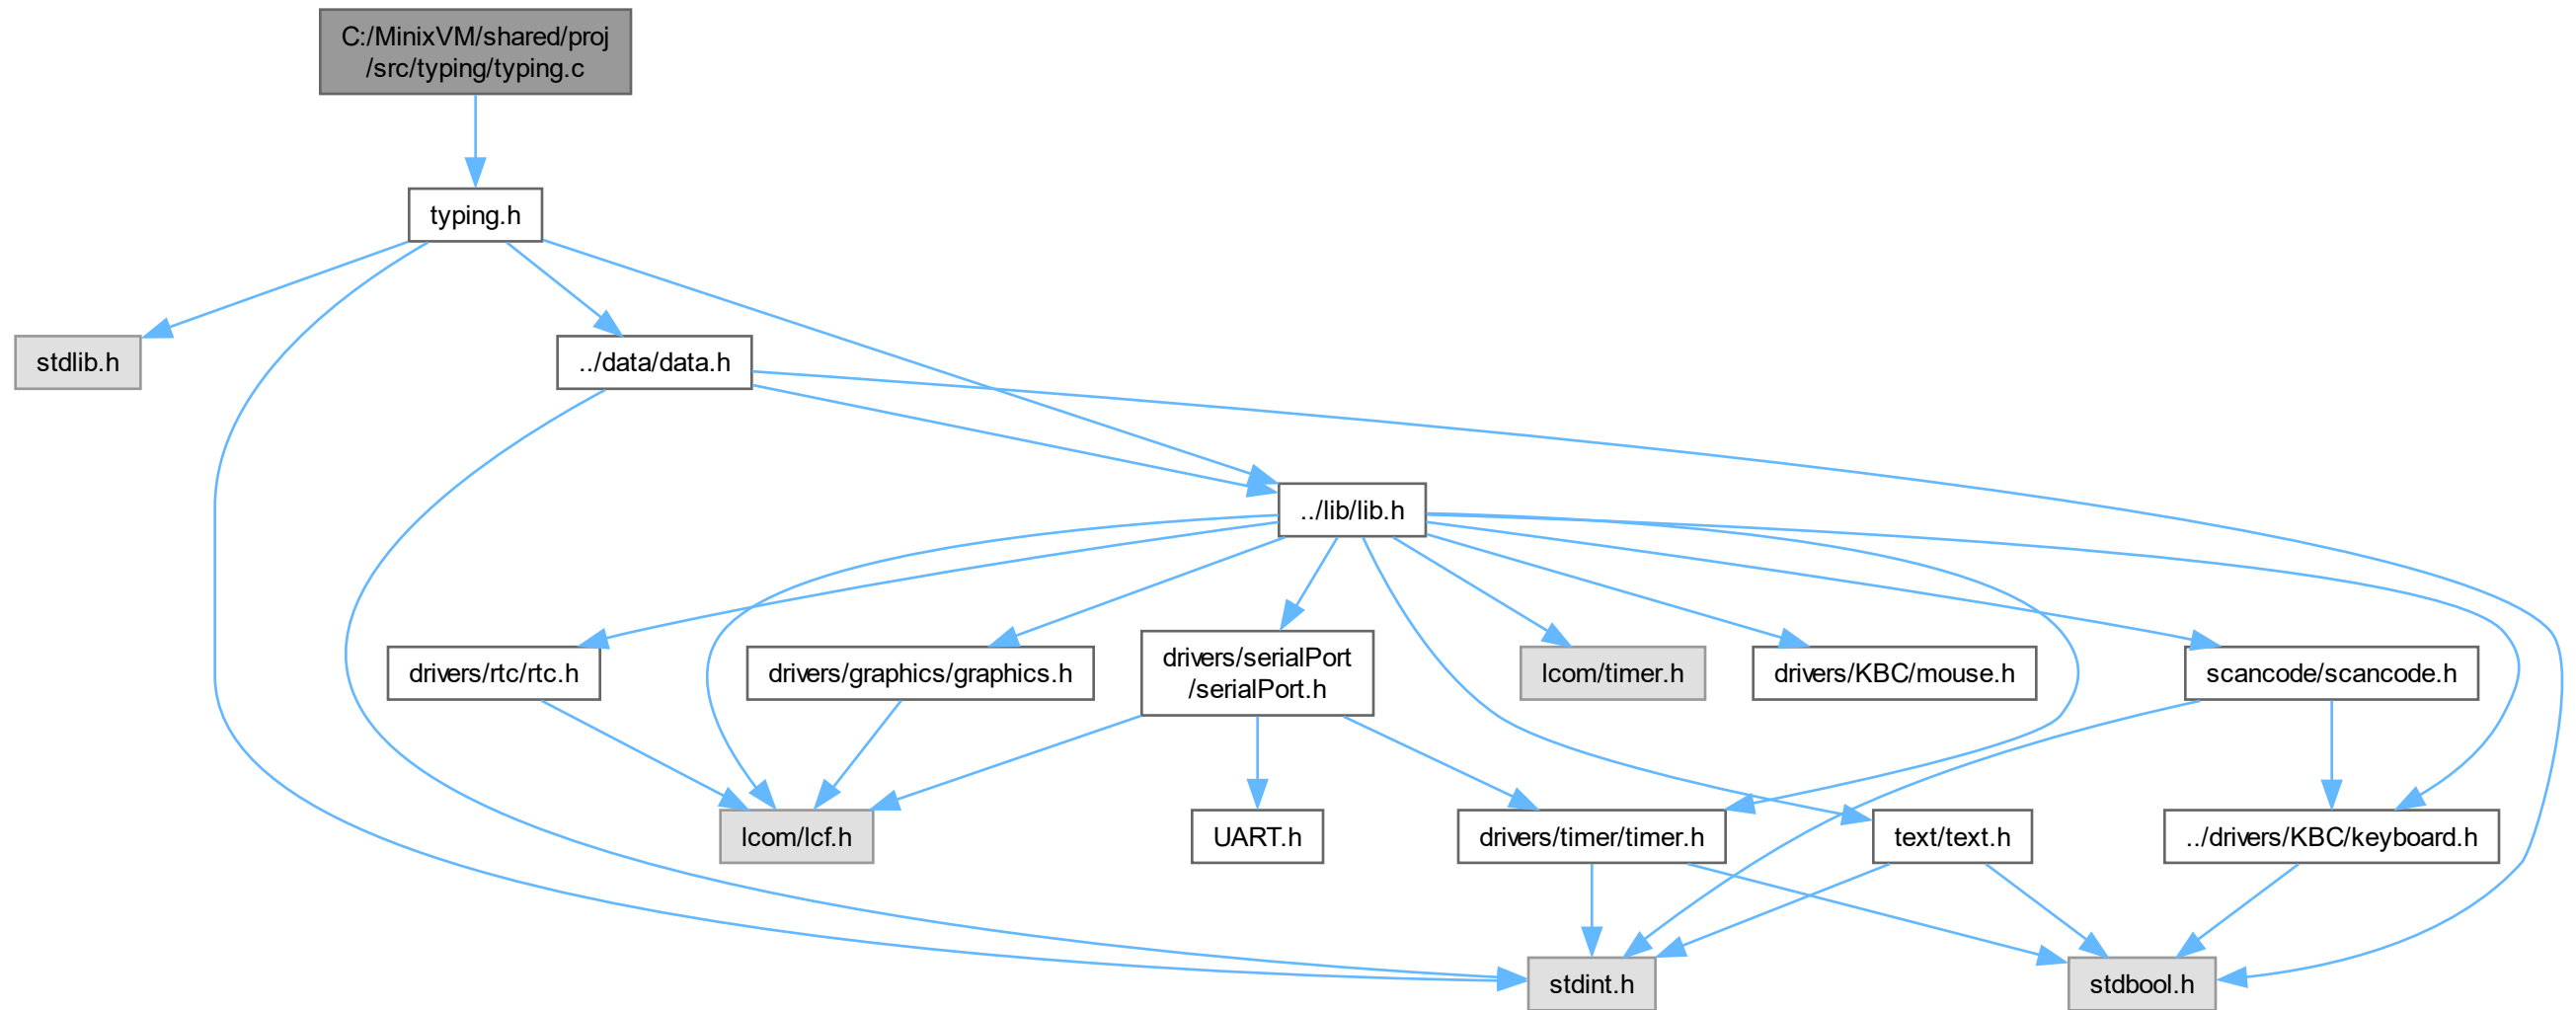 C:/MinixVM/shared/proj
/src/typing/typing.c
typing.h
stdlib.h
../data/data.h
../lib/lib.h
drivers/rtc/rtc.h
drivers/graphics/graphics.h
drivers/serialPort
/serialPort.h
lcom/timer.h
drivers/KBC/mouse.h
scancode/scancode.h
lcom/lcf.h
UART.h
drivers/timer/timer.h
text/text.h
../drivers/KBC/keyboard.h
stdint.h
stdbool.h